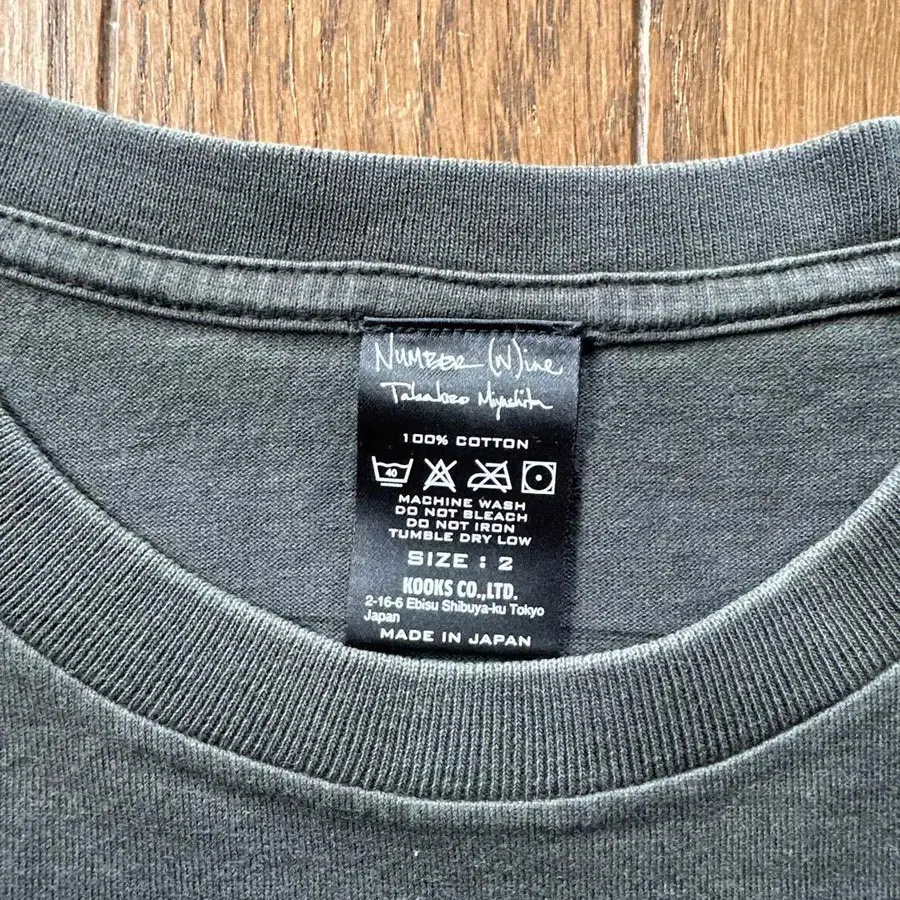 NUMBER (N)ine
Takahiro Miyashita
100% COTTON
40
MACHINE WASH
DO NOT BLEACH
DO NOT IRON
TUMBLE DRY LOW
SIZE : 2
KOOKS CO.,LTD.
2-16-6 Ebisu Shibuya-ku Tokyo
Japan
MADE IN JAPAN